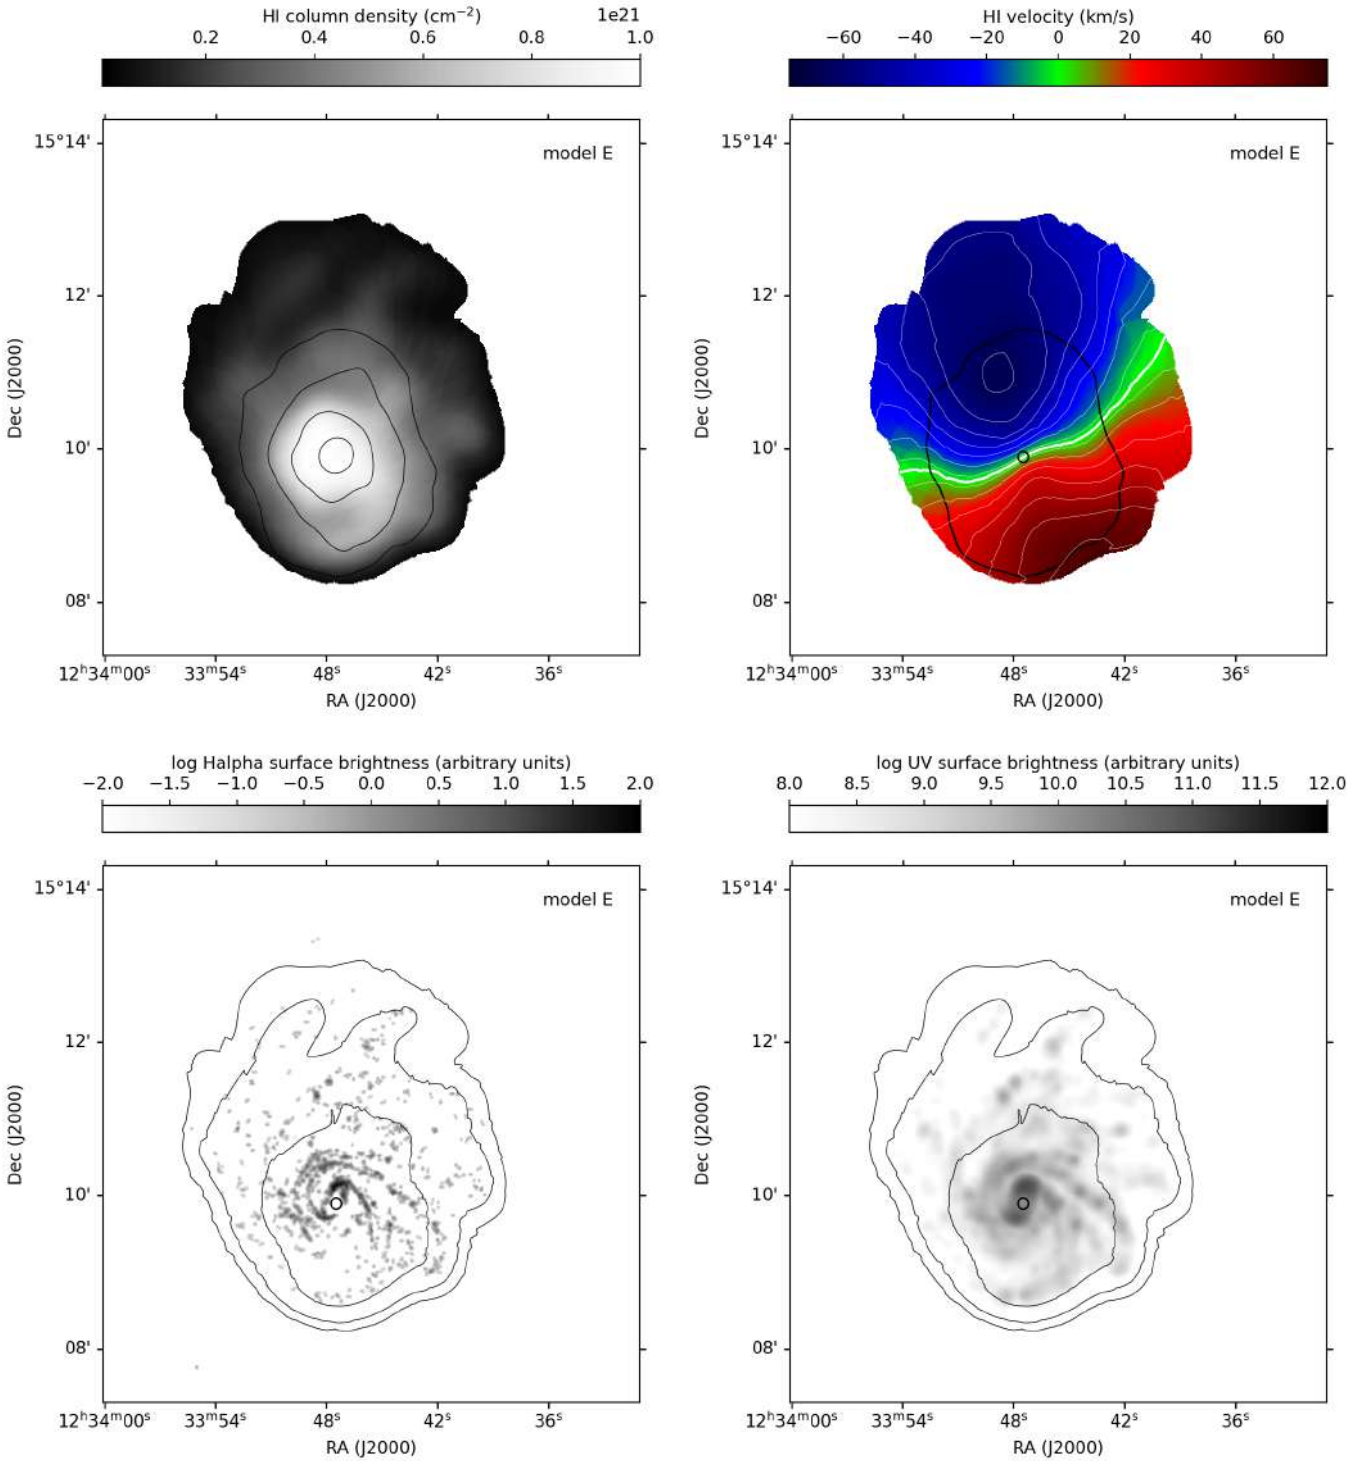 HI column density (cm⁻²) 1e21
0.2 0.4 0.6 0.8 1.0
model E
15°14'
12'
10'
08'
Dec (J2000)
12ʰ34ᵐ00ˢ 33ᵐ54ˢ 48ˢ 42ˢ 36ˢ
RA (J2000)
HI velocity (km/s)
−60 −40 −20 0 20 40 60
model E
15°14'
12'
10'
08'
Dec (J2000)
12ʰ34ᵐ00ˢ 33ᵐ54ˢ 48ˢ 42ˢ 36ˢ
RA (J2000)
log Halpha surface brightness (arbitrary units)
−2.0 −1.5 −1.0 −0.5 0.0 0.5 1.0 1.5 2.0
model E
15°14'
12'
10'
08'
Dec (J2000)
12ʰ34ᵐ00ˢ 33ᵐ54ˢ 48ˢ 42ˢ 36ˢ
RA (J2000)
log UV surface brightness (arbitrary units)
8.0 8.5 9.0 9.5 10.0 10.5 11.0 11.5 12.0
model E
15°14'
12'
10'
08'
Dec (J2000)
12ʰ34ᵐ00ˢ 33ᵐ54ˢ 48ˢ 42ˢ 36ˢ
RA (J2000)